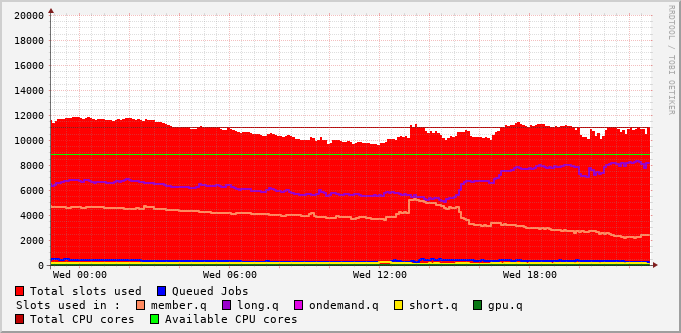 RRDTOOL / TOBI OETIKER
20000
18000
16000
14000
12000
10000
8000
6000
4000
2000
0
Wed 00:00 Wed 06:00 Wed 12:00 Wed 18:00
Total slots used Queued Jobs
Slots used in : member.q long.q ondemand.q short.q gpu.q
Total CPU cores Available CPU cores